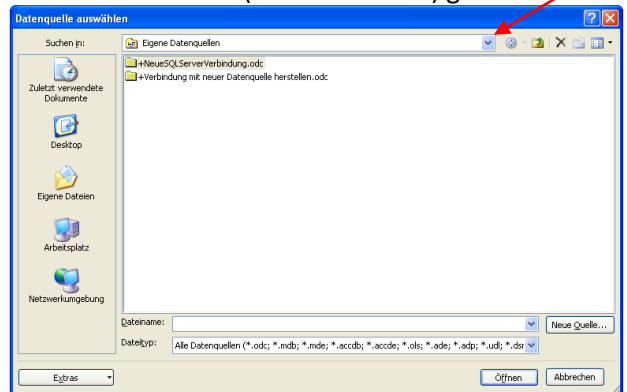 Datenquelle auswählen
Suchen in:
Eigene Datenquellen
+NeueSQLServerVerbindung.odc
+Verbindung mit neuer Datenquelle herstellen.odc
Zuletzt verwendete
Dokumente
Desktop
Eigene Dateien
Arbeitsplatz
Netzwerkumgebung
Dateiname:
Neue Quelle...
Dateityp:
Alle Datenquellen (*.odc; *.mdb; *.mde; *.accdb; *.accde; *.ols; *.ade; *.adp; *.udl; *.dsr
Extras
Öffnen
Abbrechen